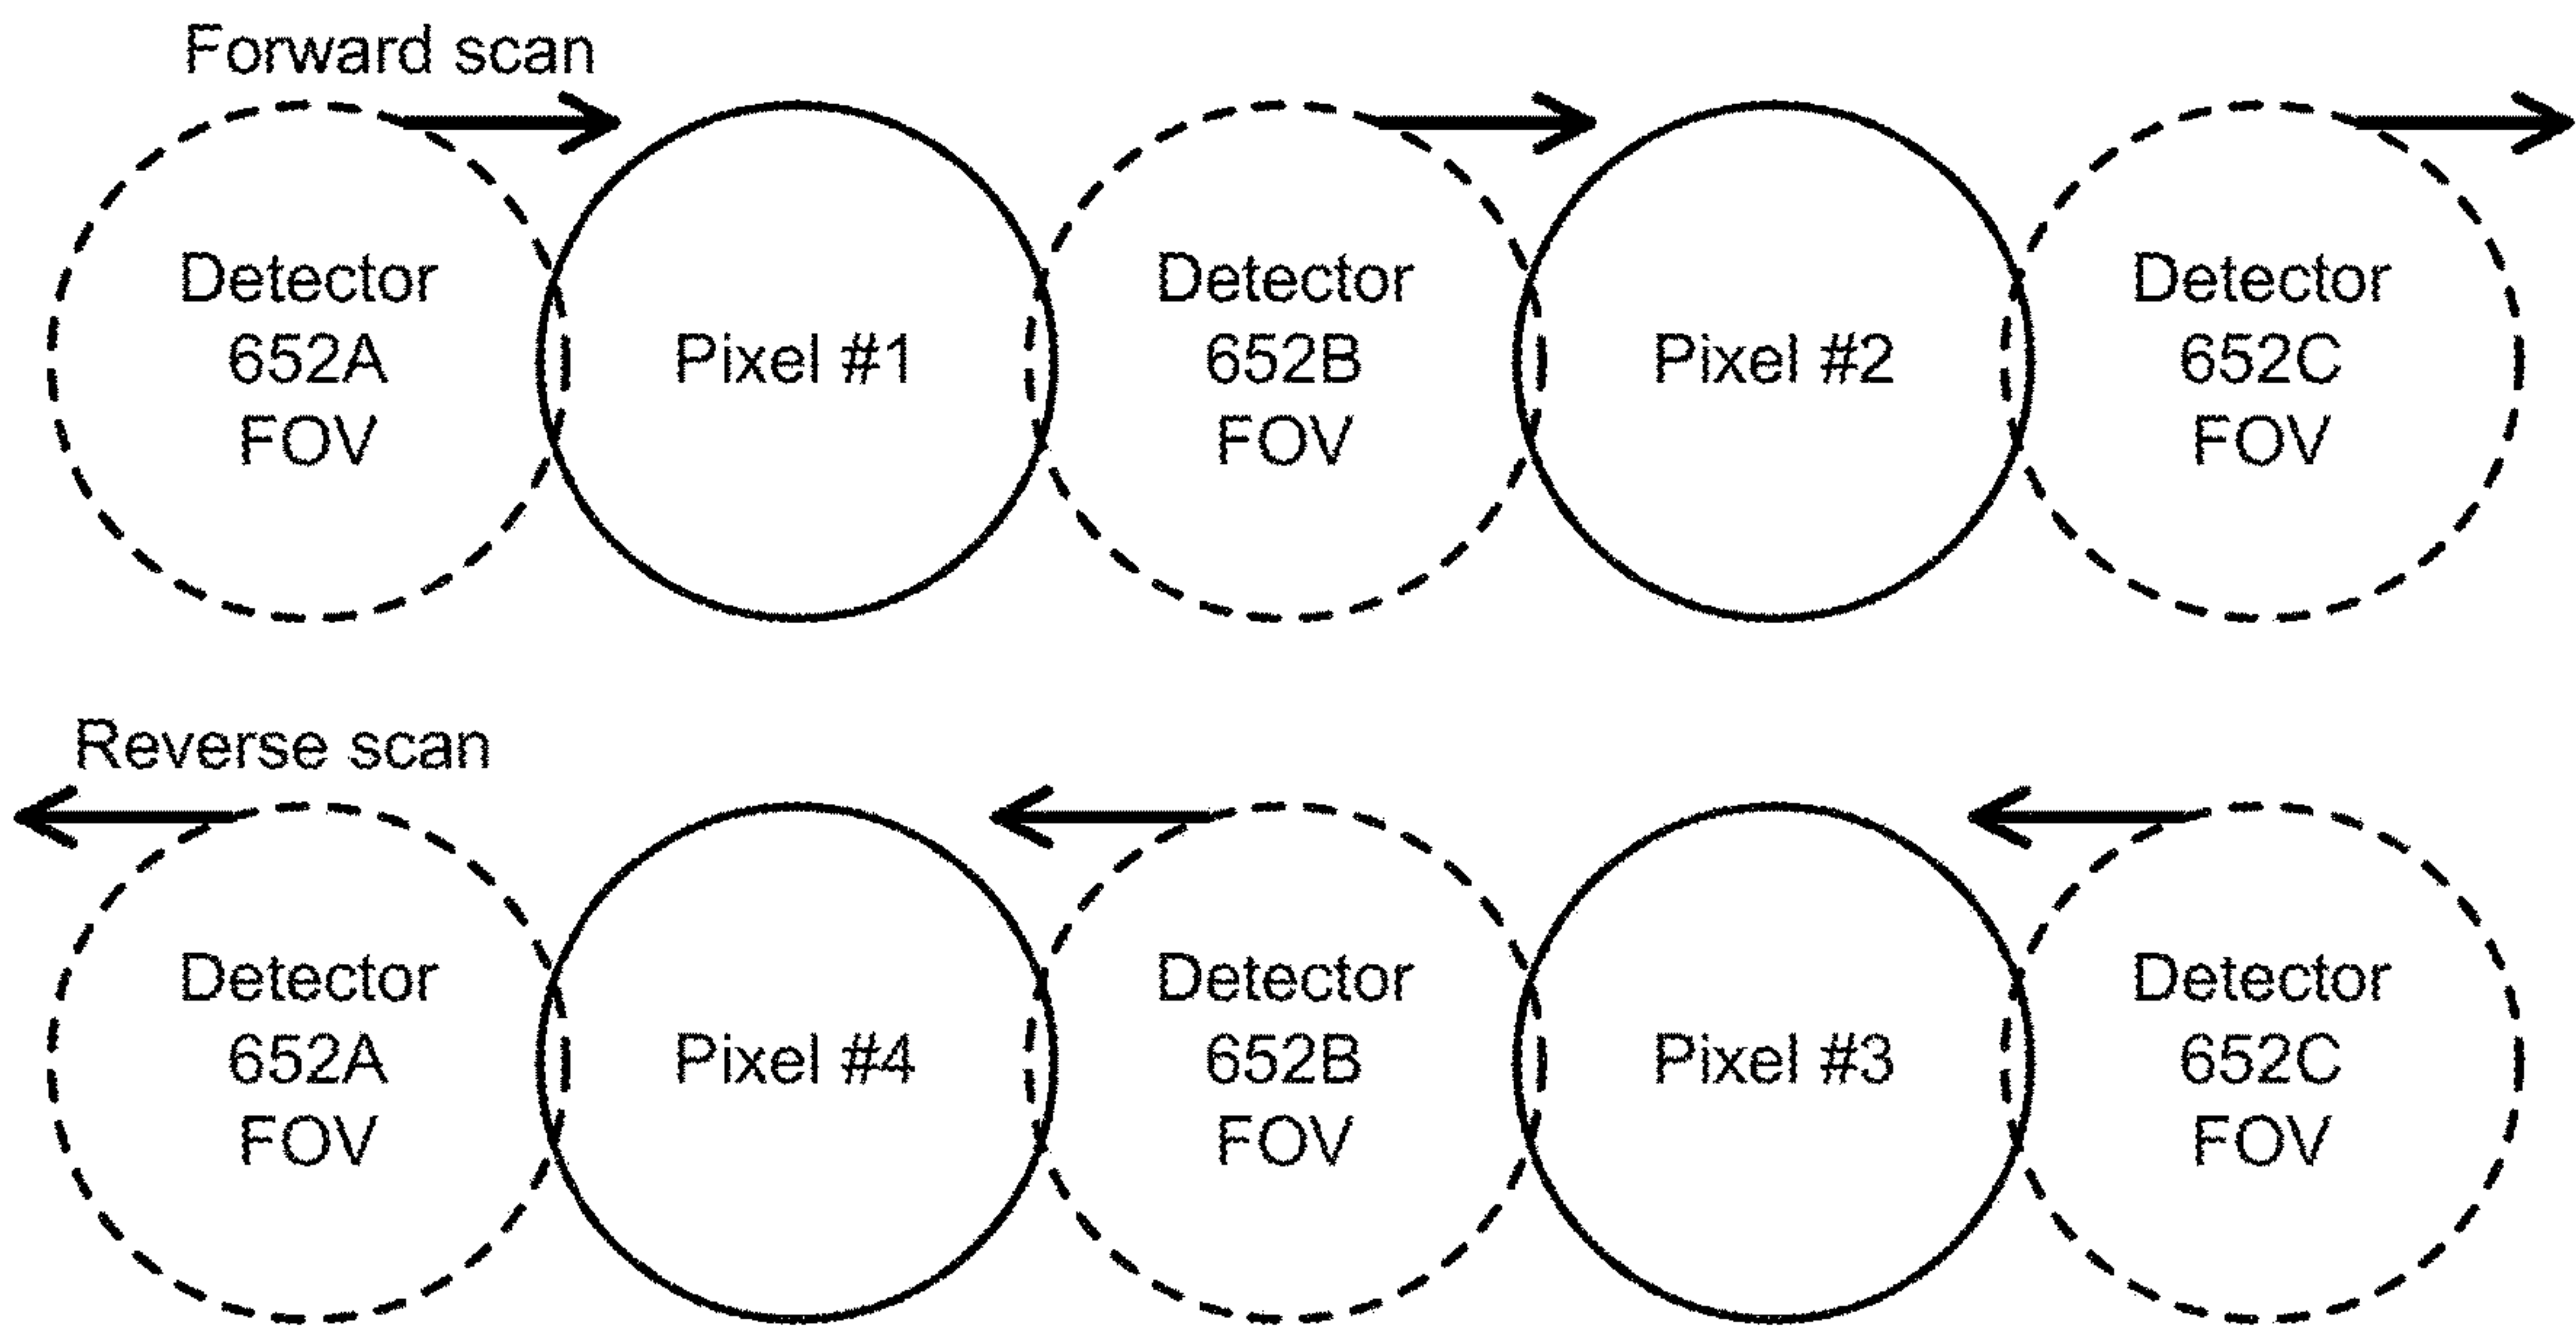 Forward scan
Detector
652A
FOV
Pixel #1
Detector
652B
FOV
Pixel #2
Detector
652C
FOV
Reverse scan
Detector
652A
FOV
Pixel #4
Detector
652B
FOV
Pixel #3
Detector
652C
FOV